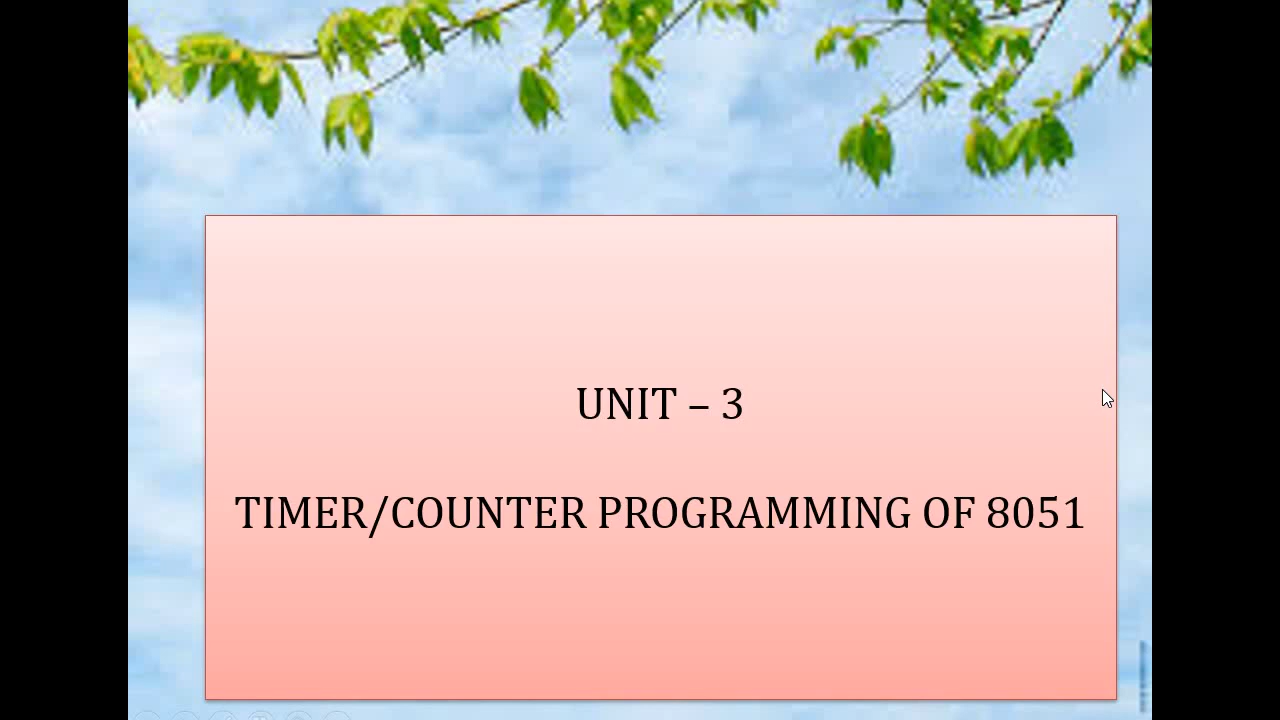 UNIT – 3
TIMER/COUNTER PROGRAMMING OF 8051